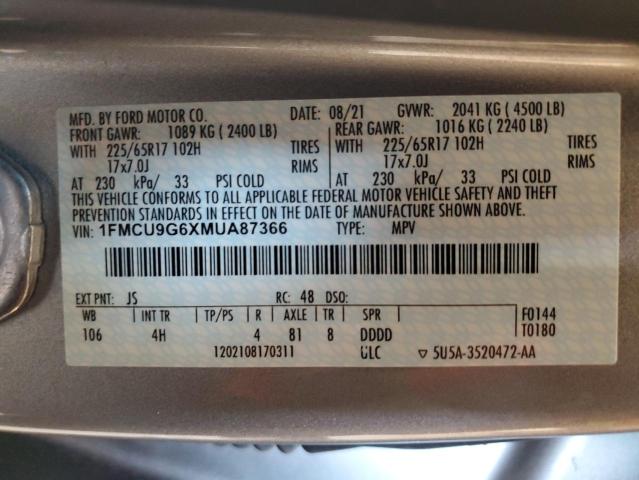 MFD. BY FORD MOTOR CO. DATE: 08/21 GVWR: 2041 KG ( 4500 LB)
FRONT GAWR: 1089 KG ( 2400 LB) REAR GAWR: 1016 KG ( 2240 LB)
WITH 225/65R17 102H TIRES WITH 225/65R17 102H TIRES
17x7.0J RIMS 17x7.0J RIMS
AT 230 kPa/ 33 PSI COLD AT 230 kPa/ 33 PSI COLD
THIS VEHICLE CONFORMS TO ALL APPLICABLE FEDERAL MOTOR VEHICLE SAFETY AND THEFT
PREVENTION STANDARDS IN EFFECT ON THE DATE OF MANUFACTURE SHOWN ABOVE.
VIN: 1FMCU9G6XMUA87366 TYPE: MPV
EXT PNT: JS RC: 48 DSO: F0144
WB INT TR TP/PS R AXLE TR SPR T0180
106 4H 4 81 8 DDDD
1202108170311 ULC ▽ 5U5A-3520472-AA